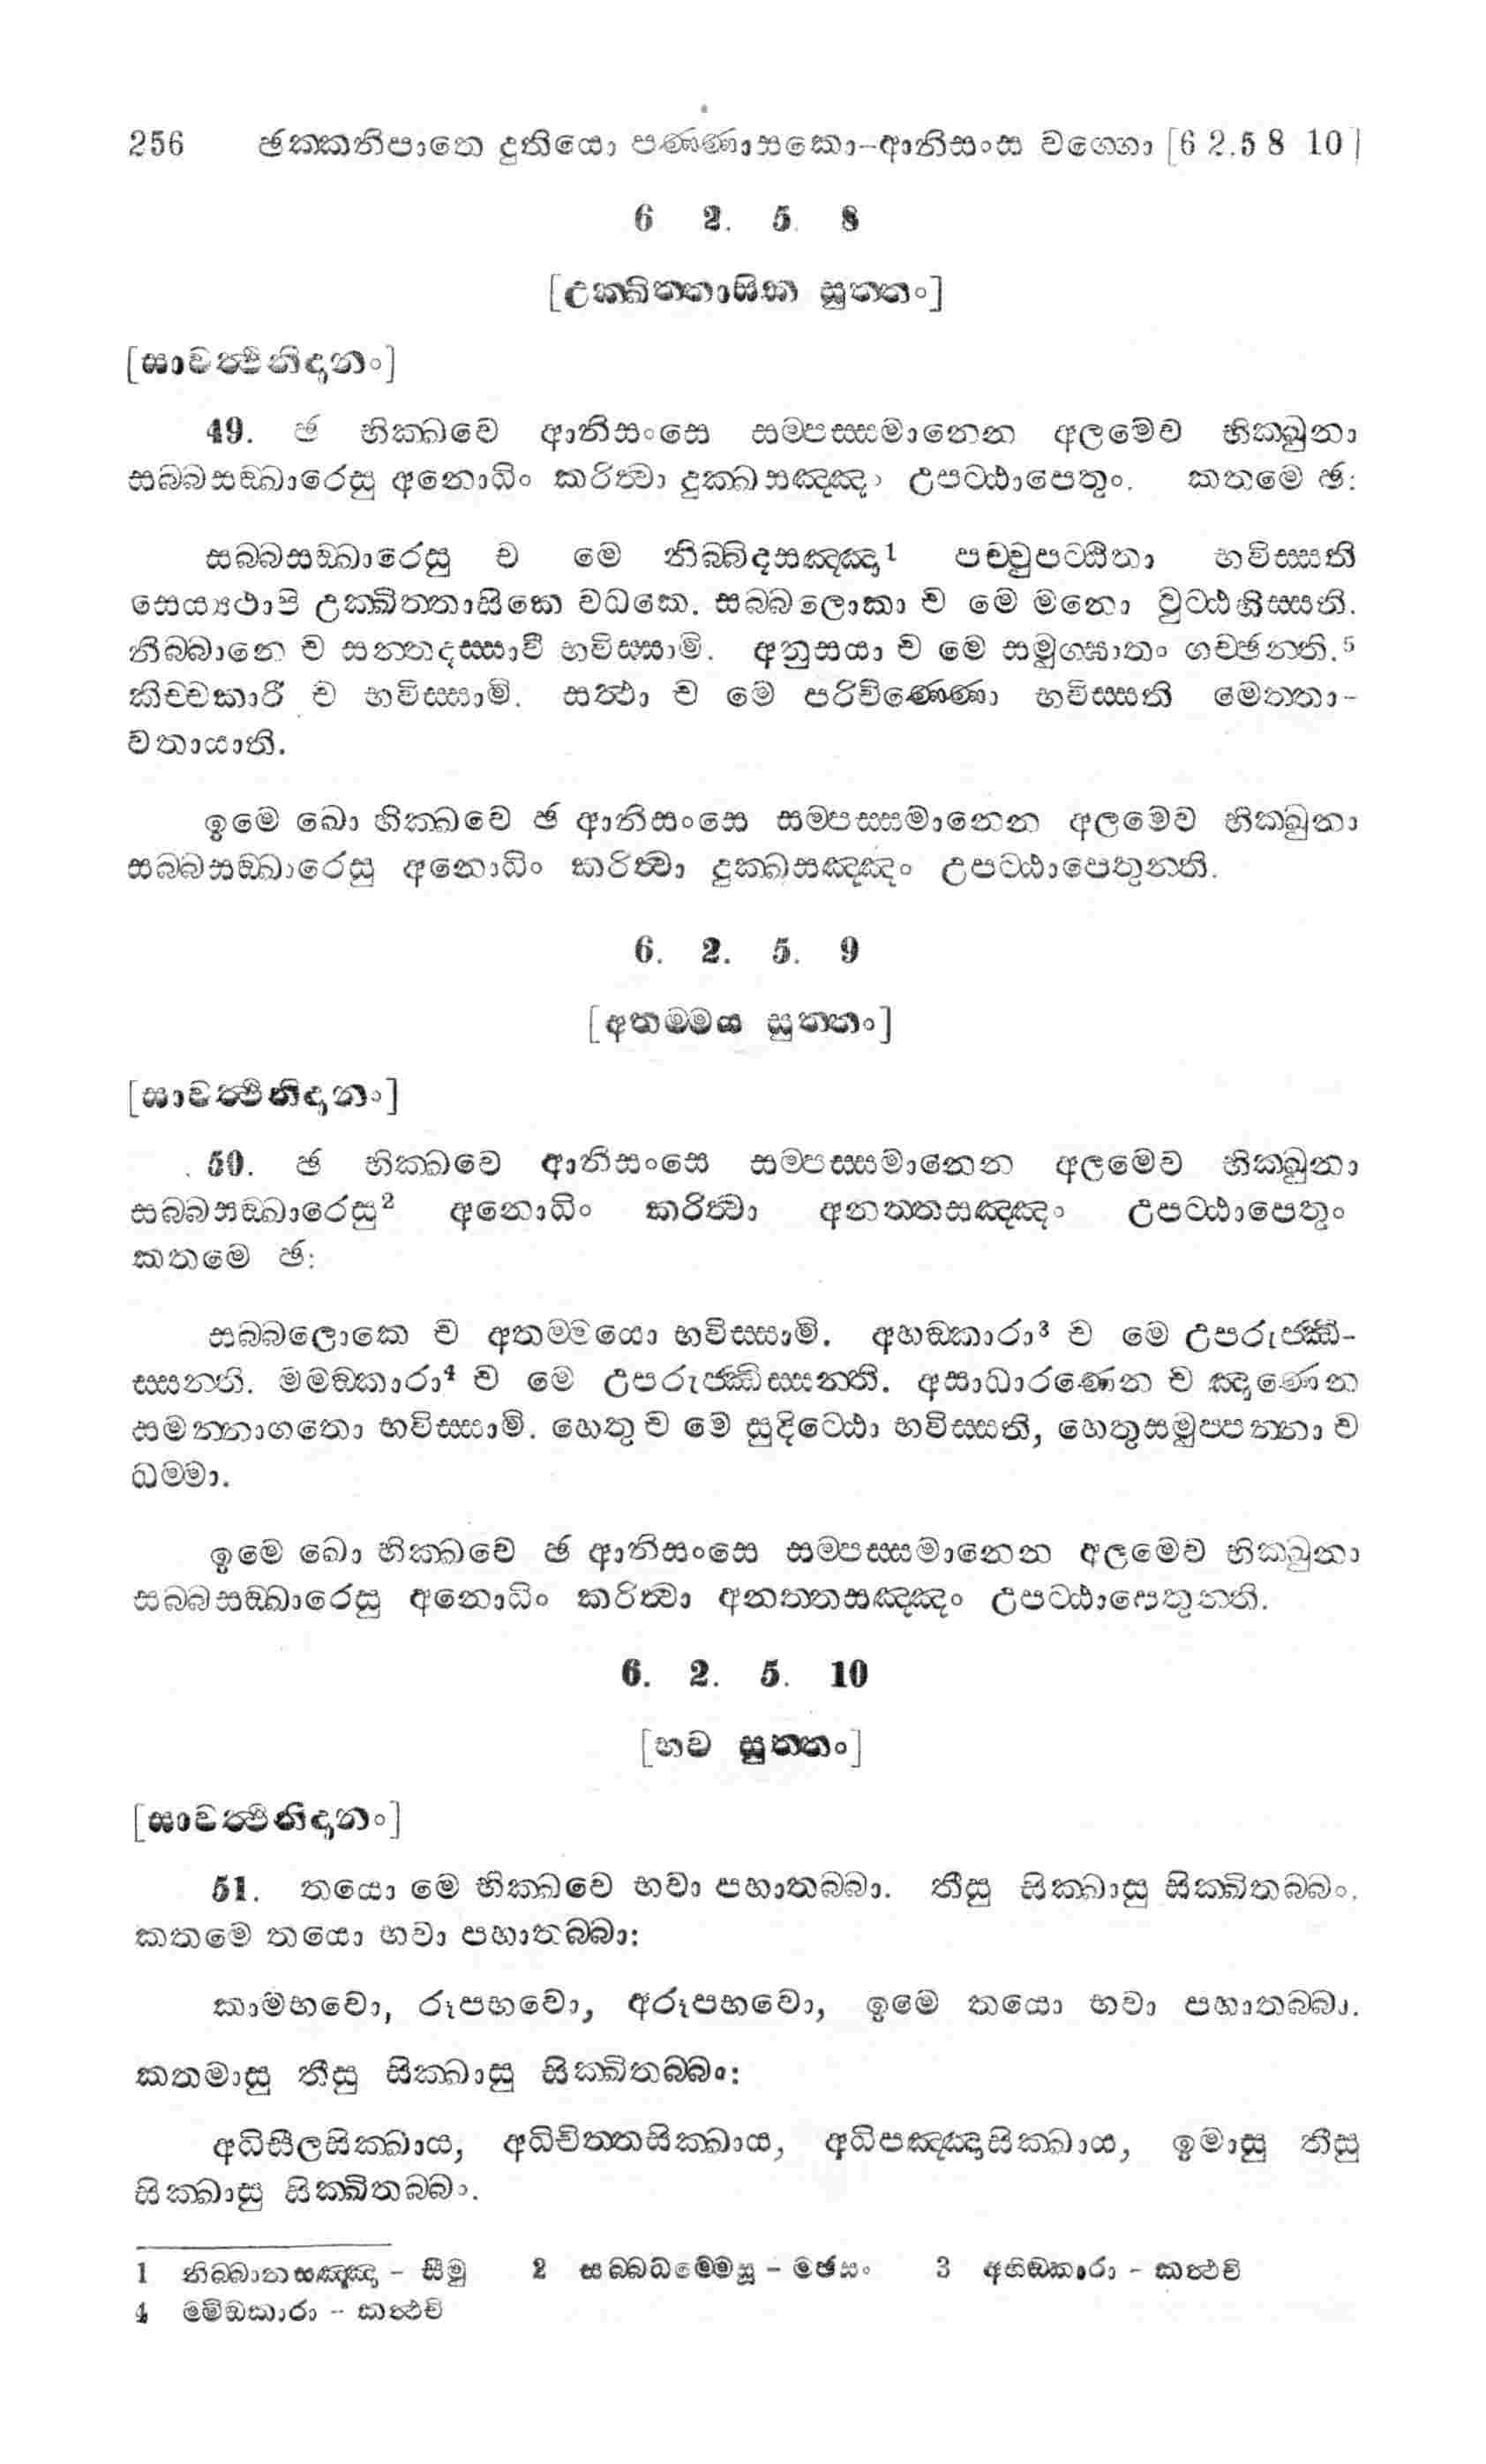 256 ඡක්කනිපාතෙ දුතියො පණ්ණාසකො-ආනිසංස වග්ගො [6 2.5 8 10]
6 2. 5. 8
[උක්ඛිත්තාසික සුත්තං]
[සාවත්ථිනිදානං]
49. ඡ භික්ඛවෙ ආනිසංසෙ සම්පස්සමානෙන අලමෙව භික්ඛුනා
සබ්බසඞ්ඛාරෙසු අනොධිං කරිත්වා දුක්ඛසඤ්ඤං උපට්ඨාපෙතුං. කතමෙ ඡ:
සබ්බසඞ්ඛාරෙසු ච මෙ නිබ්බිදසඤ්ඤා1 පච්චුපට්ඨිතා භවිස්සති
සෙය්‍යථාපි උක්ඛිත්තාසිකෙ වධකෙ. සබ්බලොකා ච මෙ මනො වුට්ඨහිස්සති.
නිබ්බානෙ ච සන්තදස්සාවී භවිස්සාමි. අනුසයා ච මෙ සමුග්ඝාතං ගච්ඡන්ති.5
කිච්චකාරී ච භවිස්සාමි. සත්ථා ච මෙ පරිචිණ්ණො භවිස්සති මෙත්තා-
වතායාති.
ඉමෙ ඛො භික්ඛවෙ ඡ ආනිසංසෙ සම්පස්සමානෙන අලමෙව භික්ඛුනා
සබ්බසඞ්ඛාරෙසු අනොධිං කරිත්වා දුක්ඛසඤ්ඤං උපට්ඨාපෙතුන්ති.
6. 2. 5. 9
[අතම්මය සුත්තං]
[සාවත්ථිනිදානං]
50. ඡ භික්ඛවෙ ආනිසංසෙ සම්පස්සමානෙන අලමෙව භික්ඛුනා
සබ්බසඞ්ඛාරෙසු2 අනොධිං කරිත්වා අනත්තසඤ්ඤං උපට්ඨාපෙතුං
කතමෙ ඡ:
සබ්බලොකෙ ච අතම්මයො භවිස්සාමි. අහඞ්කාරා3 ච මෙ උපරුජ්ඣි-
ස්සන්ති. මමඞ්කාරා4 ච මෙ උපරුජ්ඣිස්සන්ති. අසාධාරණෙන ච ඤාණෙන
සමන්නාගතො භවිස්සාමි. හෙතු ච මෙ සුදිට්ඨො භවිස්සති, හෙතුසමුප්පන්නා ච
ධම්මා.
ඉමෙ ඛො භික්ඛවෙ ඡ ආනිසංසෙ සම්පස්සමානෙන අලමෙව භික්ඛුනා
සබ්බසඞ්ඛාරෙසු අනොධිං කරිත්වා අනත්තසඤ්ඤං උපට්ඨාපෙතුන්ති.
6. 2. 5. 10
[භව සුත්තං]
[සාවත්ථිනිදානං]
51. තයො මෙ භික්ඛවෙ භවා පහාතබ්බා. තීසු සික්ඛාසු සික්ඛිතබ්බං.
කතමෙ තයො භවා පහාතබ්බා:
කාමභවො, රූපභවො, අරූපභවො, ඉමෙ තයො භවා පහාතබ්බා.
කතමාසු තීසු සික්ඛාසු සික්ඛිතබ්බං:
අධිසීලසික්ඛාය, අධිචිත්තසික්ඛාය, අධිපඤ්ඤාසික්ඛාය, ඉමාසු තීසු
සික්ඛාසු සික්ඛිතබ්බං.
1 නිබ්බානසඤ්ඤා - සීමු 2 සබ්බධම්මෙසු - මඡසං 3 අහිඞ්කාරා - කත්ථචි
4 මමිඞ්කාරා - කත්ථචි